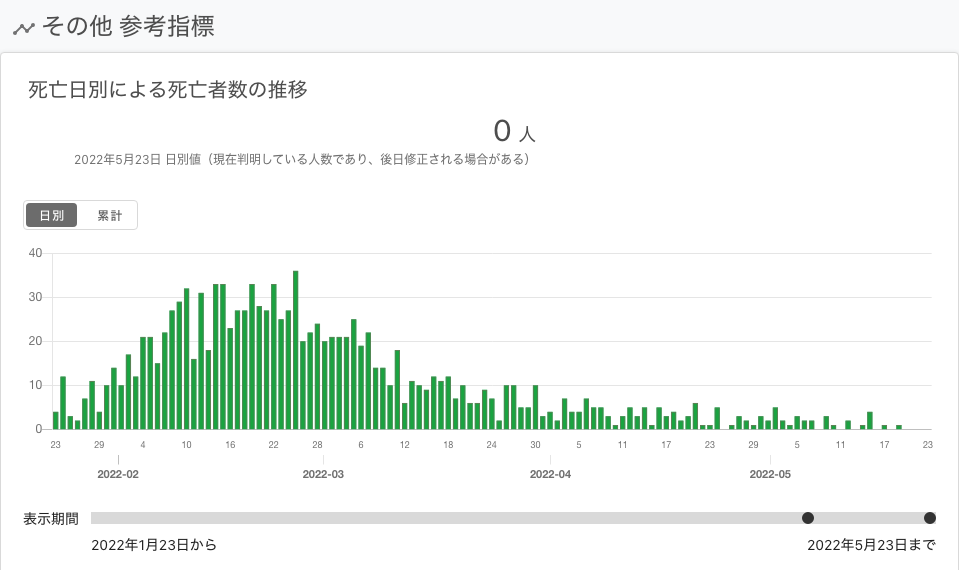 その他 参考指標
死亡日別による死亡者数の推移
0 人
2022年5月23日 日別値（現在判明している人数であり、後日修正される場合がある）
日別 累計
40
30
20
10
0
23 29 4 10 16 22 28 6 12 18 24 30 5 11 17 23 29 5 11 17 23
2022-02 2022-03 2022-04 2022-05
表示期間
2022年1月23日から 2022年5月23日まで